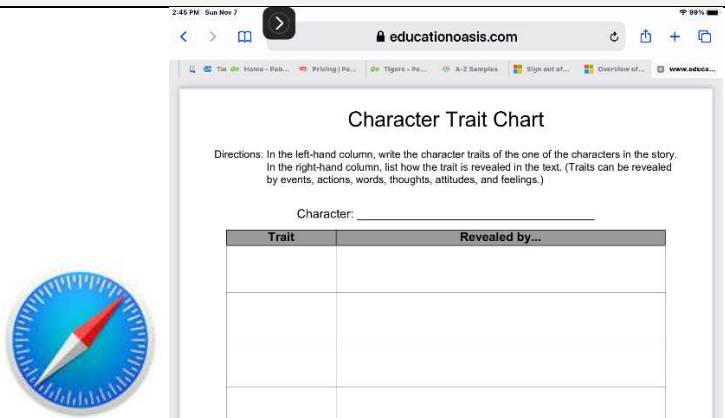 2:45 PM Sun Nov 7
99%
educationoasis.com
Home - Peb... Pricing | Pa... Tigers - Pe... A-Z Samples Sign out of... Overview of... www.educa...
Character Trait Chart
Directions: In the left-hand column, write the character traits of the one of the characters in the story.
In the right-hand column, list how the trait is revealed in the text. (Traits can be revealed
by events, actions, words, thoughts, attitudes, and feelings.)
Character:
Trait Revealed by...